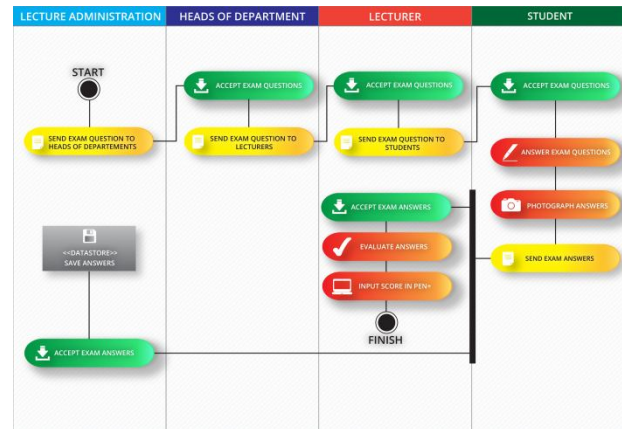 LECTURE ADMINISTRATION
HEADS OF DEPARTMENT
LECTURER
STUDENT
START
ACCEPT EXAM QUESTIONS
ACCEPT EXAM QUESTIONS
ACCEPT EXAM QUESTIONS
SEND EXAM QUESTION TO
HEADS OF DEPARTEMENTS
SEND EXAM QUESTION TO
LECTURERS
SEND EXAM QUESTION TO
STUDENTS
ANSWER EXAM QUESTIONS
ACCEPT EXAM ANSWERS
PHOTOGRAPH ANSWERS
<<DATASTORE>>
SAVE ANSWERS
EVALUATE ANSWERS
SEND EXAM ANSWERS
INPUT SCORE IN PEN+
FINISH
ACCEPT EXAM ANSWERS